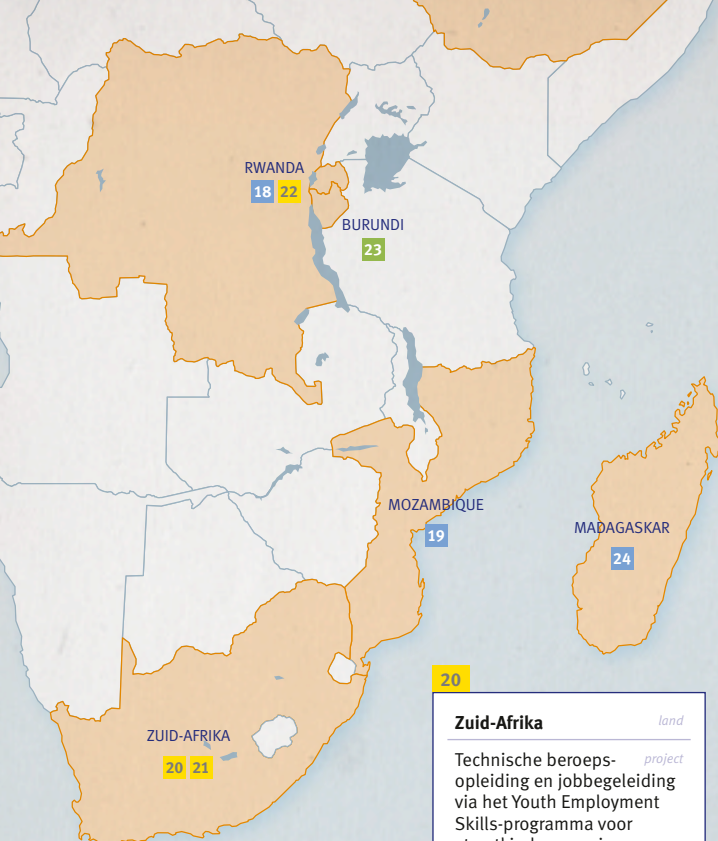 RWANDA
18 22
BURUNDI
23
MOZAMBIQUE
19
MADAGASKAR
24
ZUID-AFRIKA
20 21
20
Zuid-Afrika land
Technische beroeps- project
opleiding en jobbegeleiding
via het Youth Employment
Skills-programma voor